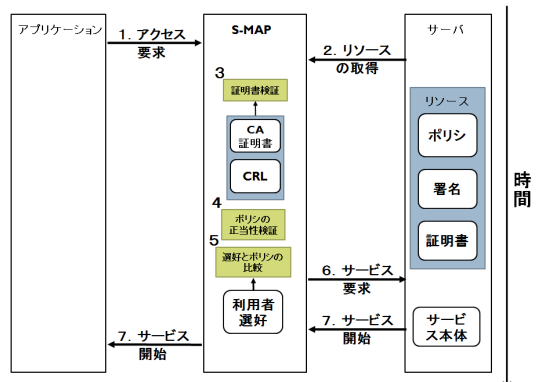 アプリケーション
S-MAP
サーバ
1. アクセス
要求
2. リソース
の取得
3
証明書検証
CA
証明書
CRL
リソース
ポリシ
署名
証明書
4
ポリシの
正当性検証
5
選好とポリシの
比較
利用者
選好
6. サービス
要求
7. サービス
開始
サービ
ス本体
7. サービス
開始
時
間